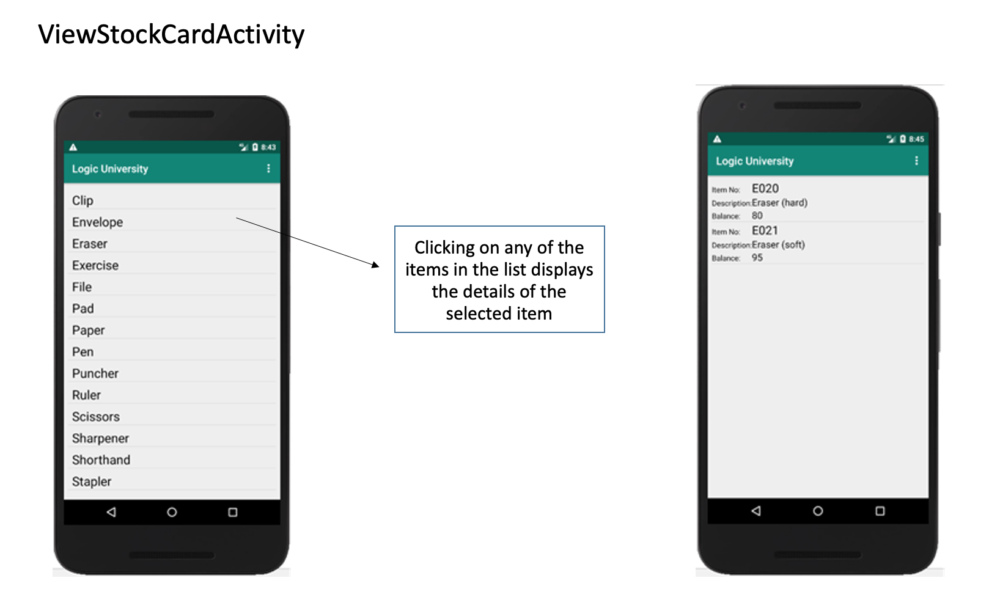 ViewStockCardActivity
8:43
Logic University
Clip
Envelope
Eraser
Exercise
File
Pad
Paper
Pen
Puncher
Ruler
Scissors
Sharpener
Shorthand
Stapler
Clicking on any of the
items in the list displays
the details of the
selected item
8:45
Logic University
Item No: E020
Description:Eraser (hard)
Balance: 80
Item No: E021
Description:Eraser (soft)
Balance: 95